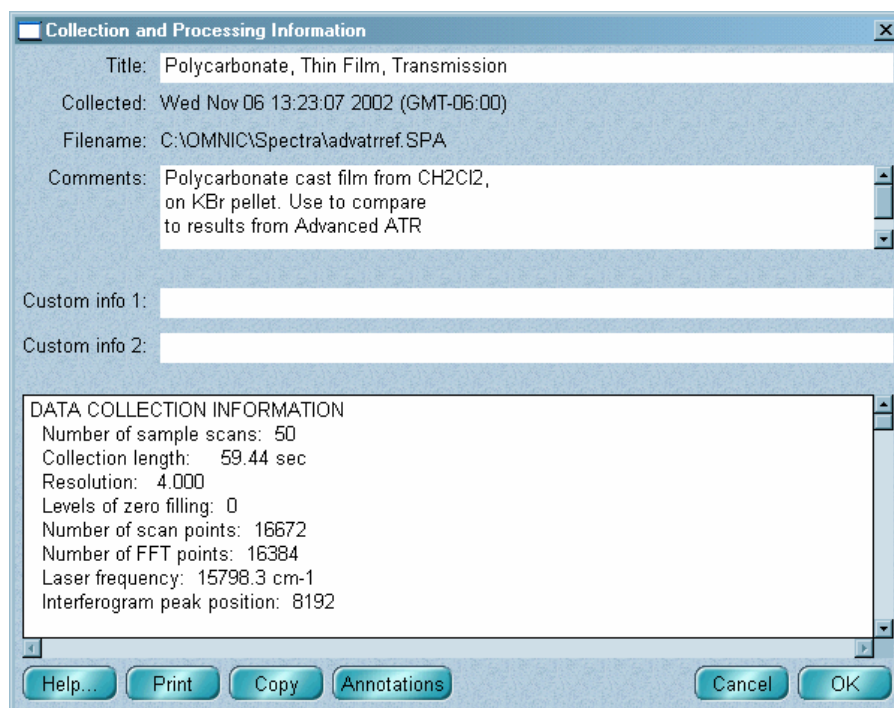 Collection and Processing Information
Title: Polycarbonate, Thin Film, Transmission
Collected: Wed Nov 06 13:23:07 2002 (GMT-06:00)
Filename: C:\OMNIC\Spectra\advatrref.SPA
Comments: Polycarbonate cast film from CH2Cl2,
on KBr pellet. Use to compare
to results from Advanced ATR
Custom info 1:
Custom info 2:
DATA COLLECTION INFORMATION
Number of sample scans: 50
Collection length: 59.44 sec
Resolution: 4.000
Levels of zero filling: 0
Number of scan points: 16672
Number of FFT points: 16384
Laser frequency: 15798.3 cm-1
Interferogram peak position: 8192
Help... Print Copy Annotations Cancel OK